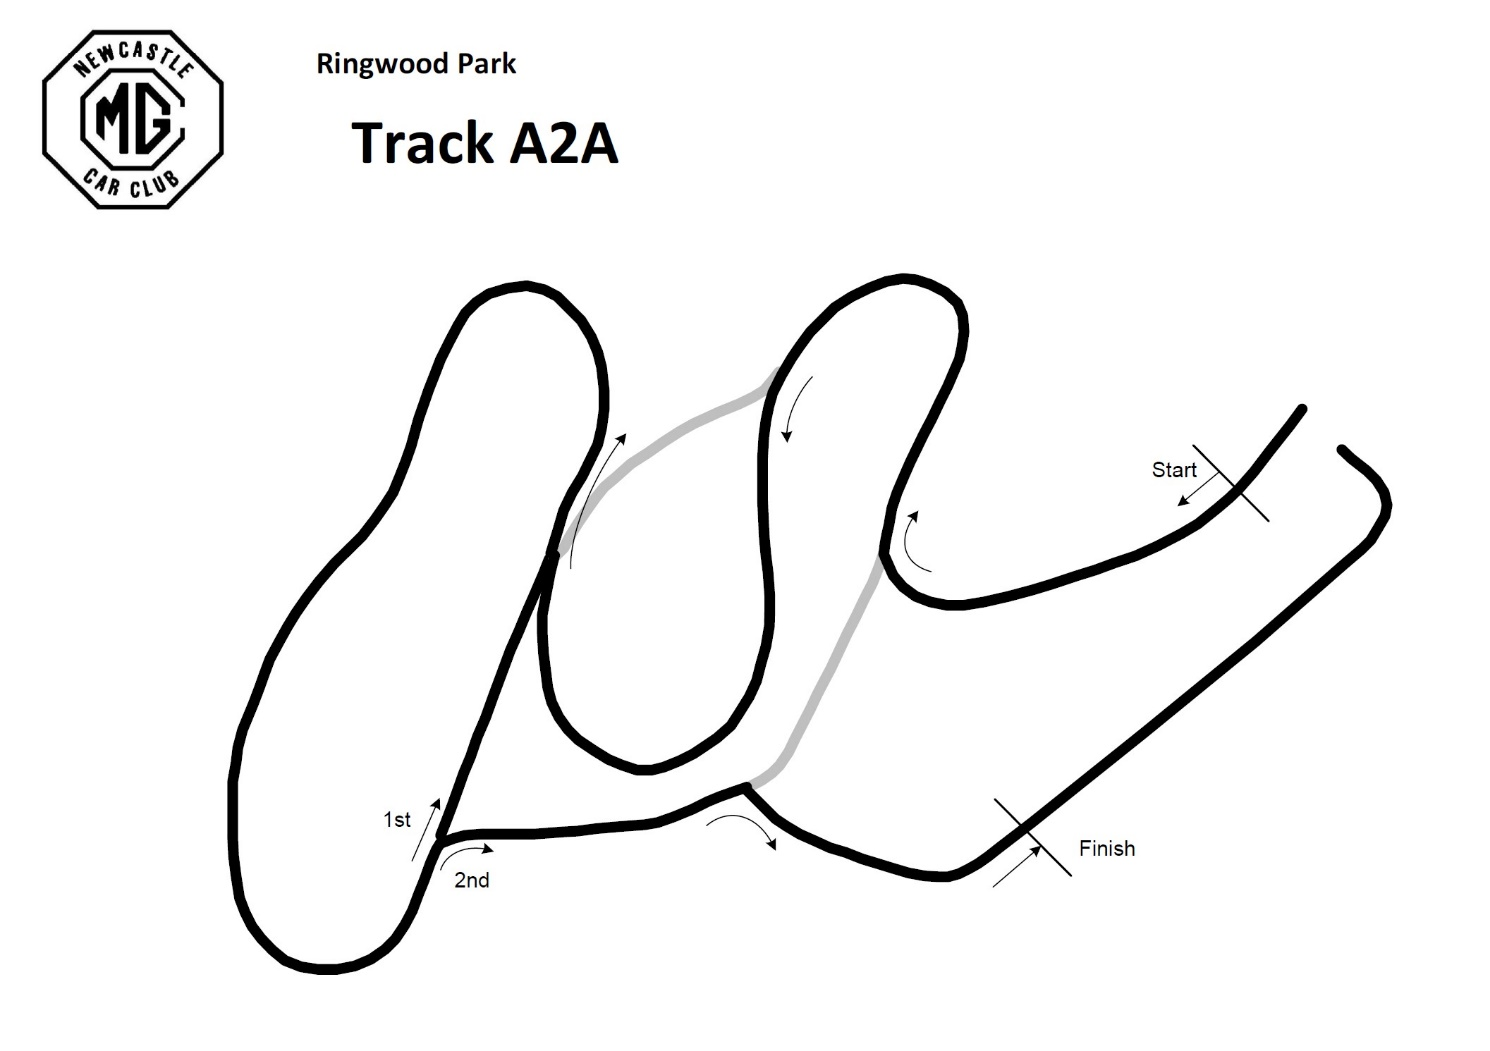 NEWCASTLE
MG
CAR CLUB
Ringwood Park
Track A2A
Start
1st
2nd
Finish